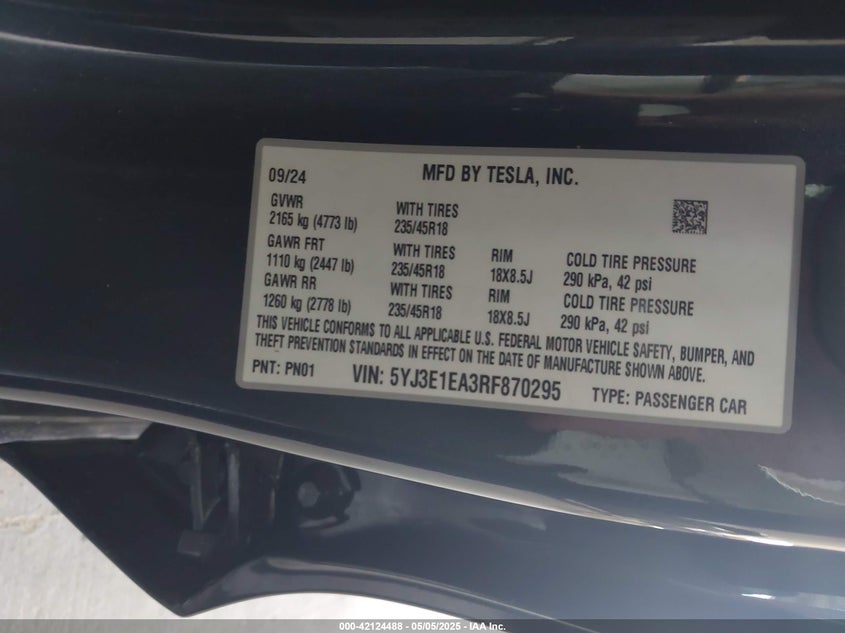 09/24 MFD BY TESLA, INC.
GVWR
2165 kg (4773 lb) WITH TIRES 235/45R18
GAWR FRT
1110 kg (2447 lb) WITH TIRES 235/45R18 RIM 18X8.5J COLD TIRE PRESSURE 290 kPa, 42 psi
GAWR RR
1260 kg (2778 lb) WITH TIRES 235/45R18 RIM 18X8.5J COLD TIRE PRESSURE 290 kPa, 42 psi
THIS VEHICLE CONFORMS TO ALL APPLICABLE U.S. FEDERAL MOTOR VEHICLE SAFETY, BUMPER, AND
THEFT PREVENTION STANDARDS IN EFFECT ON THE DATE OF MANUFACTURE SHOWN ABOVE.
PNT: PN01 VIN: 5YJ3E1EA3RF870295 TYPE: PASSENGER CAR
000-42124488 - 05/05/2025 - IAA Inc.